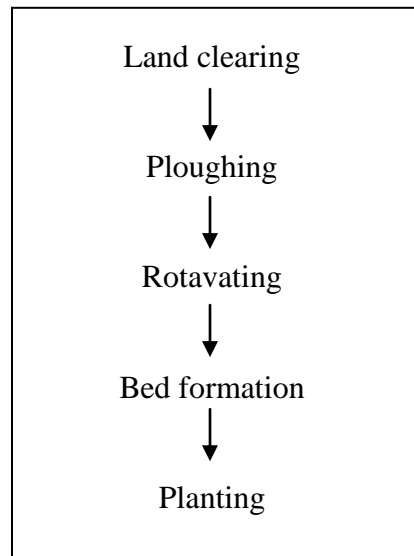 Land clearing
Ploughing
Rotavating
Bed formation
Planting